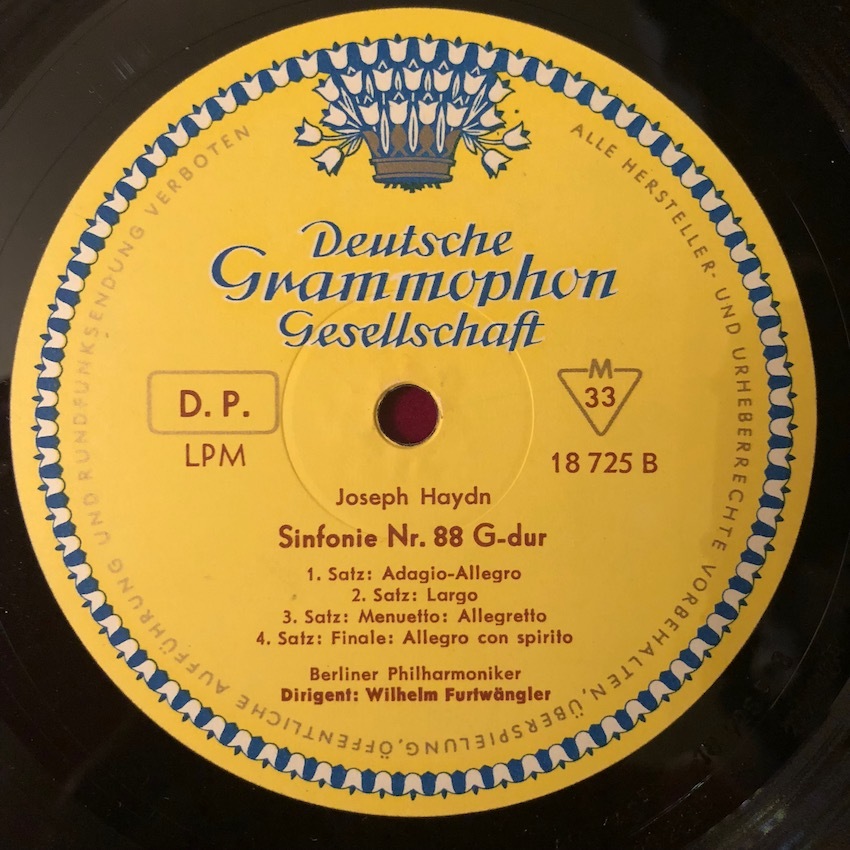 Deutsche
Grammophon
Gesellschaft
D. P.
LPM
M
33
18 725 B
Joseph Haydn
Sinfonie Nr. 88 G-dur
1. Satz: Adagio-Allegro
2. Satz: Largo
3. Satz: Menuetto: Allegretto
4. Satz: Finale: Allegro con spirito
Berliner Philharmoniker
Dirigent: Wilhelm Furtwängler
ALLE HERSTELLER- UND URHEBERRECHTE VORBEHALTEN, ÜBERSPIELUNG, ÖFFENTLICHE AUFFÜHRUNG UND RUNDFUNKSENDUNG VERBOTEN